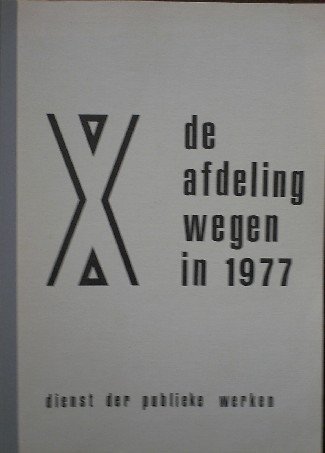 de
afdeling
wegen
in 1977
dienst der publieke werken